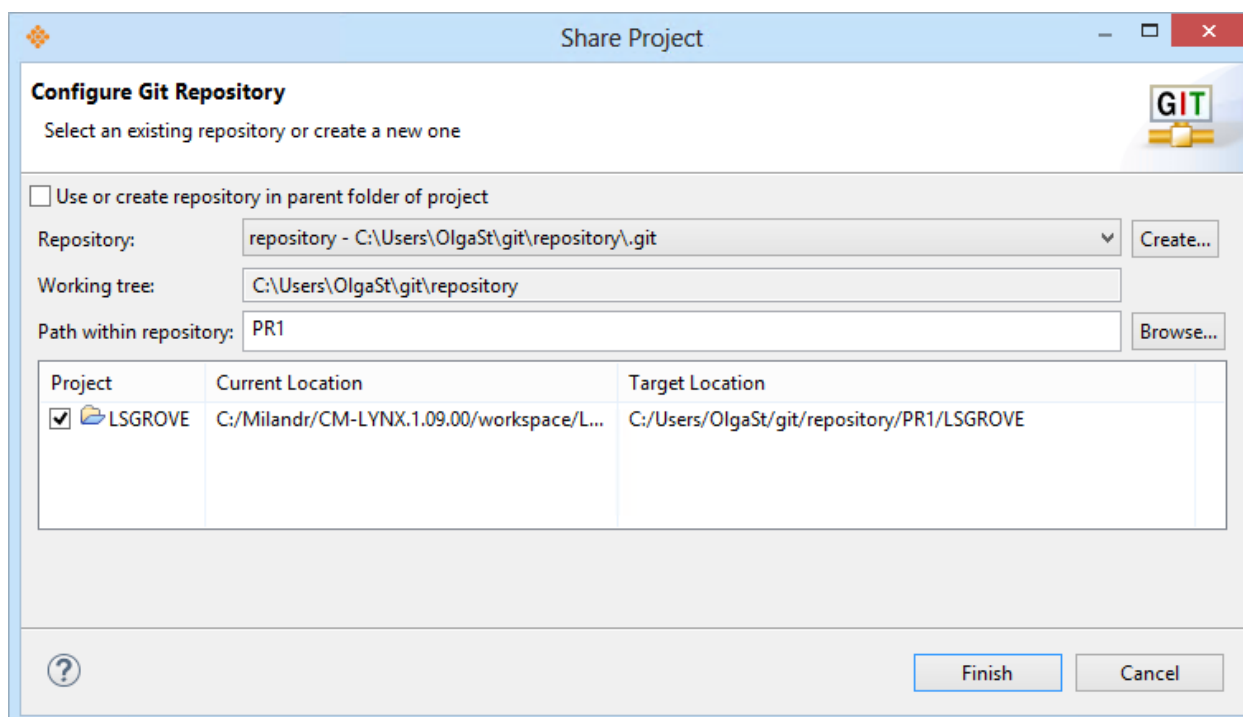 Share Project
Configure Git Repository
Select an existing repository or create a new one
GIT
Use or create repository in parent folder of project
Repository: repository - C:\Users\OlgaSt\git\repository\.git Create...
Working tree: C:\Users\OlgaSt\git\repository
Path within repository: PR1 Browse...
Project Current Location Target Location
LSGROVE C:/Milandr/CM-LYNX.1.09.00/workspace/L... C:/Users/OlgaSt/git/repository/PR1/LSGROVE
? Finish Cancel